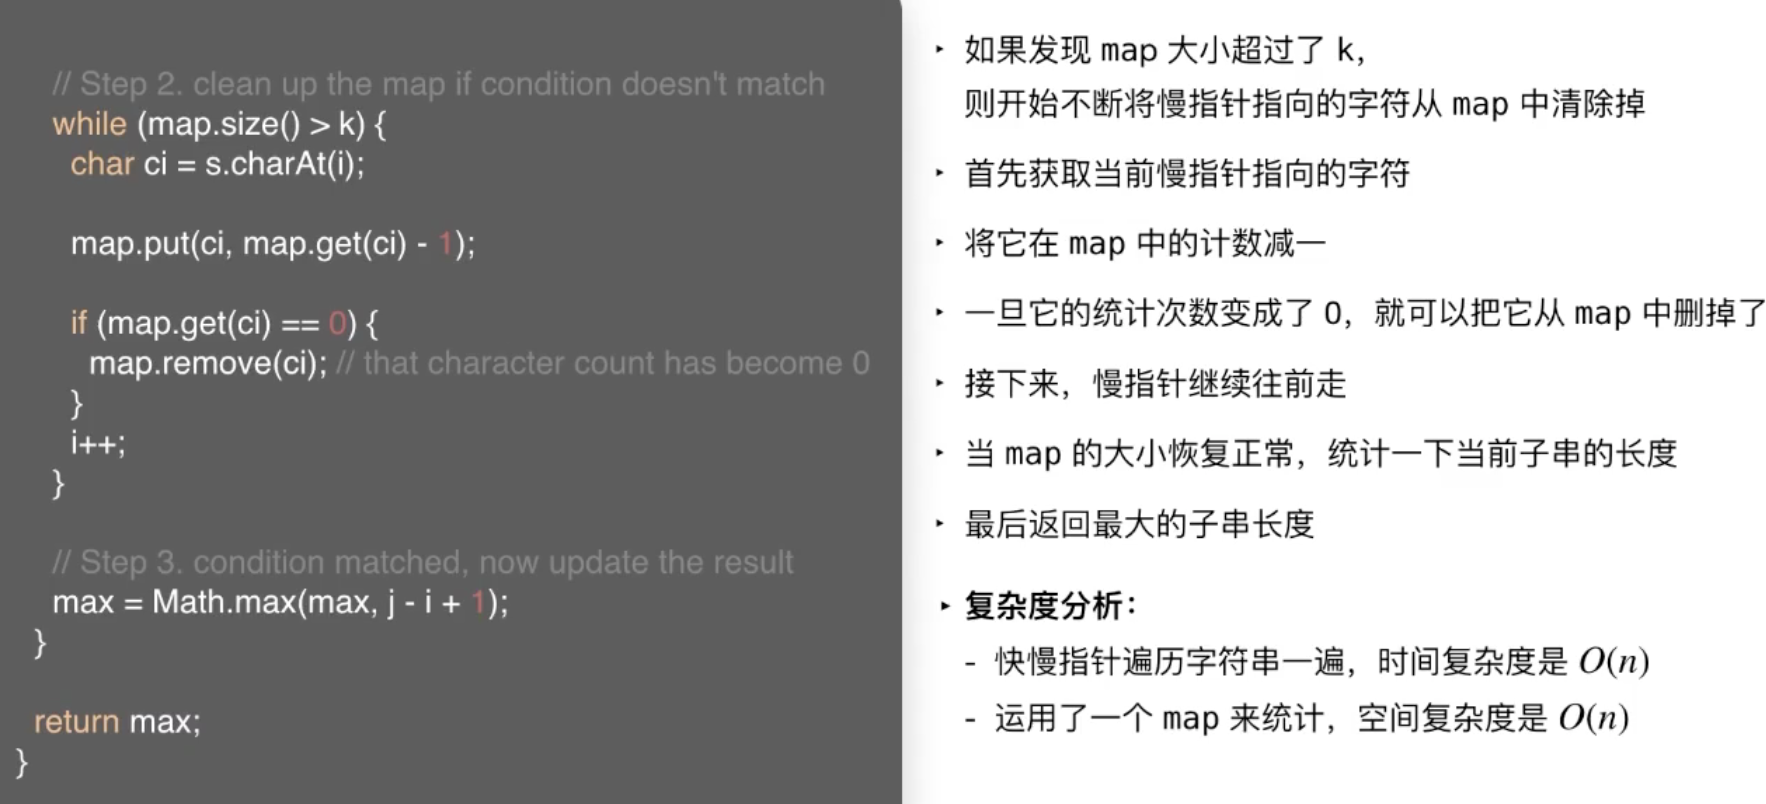 // Step 2. clean up the map if condition doesn't match
while (map.size() > k) {
char ci = s.charAt(i);
map.put(ci, map.get(ci) - 1);
if (map.get(ci) == 0) {
map.remove(ci); // that character count has become 0
}
i++;
}
// Step 3. condition matched, now update the result
max = Math.max(max, j - i + 1);
}
return max;
}
‣ 如果发现 map 大小超过了 k，
则开始不断将慢指针指向的字符从 map 中清除掉
‣ 首先获取当前慢指针指向的字符
‣ 将它在 map 中的计数减一
‣ 一旦它的统计次数变成了 0，就可以把它从 map 中删掉了
‣ 接下来，慢指针继续往前走
‣ 当 map 的大小恢复正常，统计一下当前子串的长度
‣ 最后返回最大的子串长度
‣ 复杂度分析：
- 快慢指针遍历字符串一遍，时间复杂度是 O(n)
- 运用了一个 map 来统计，空间复杂度是 O(n)